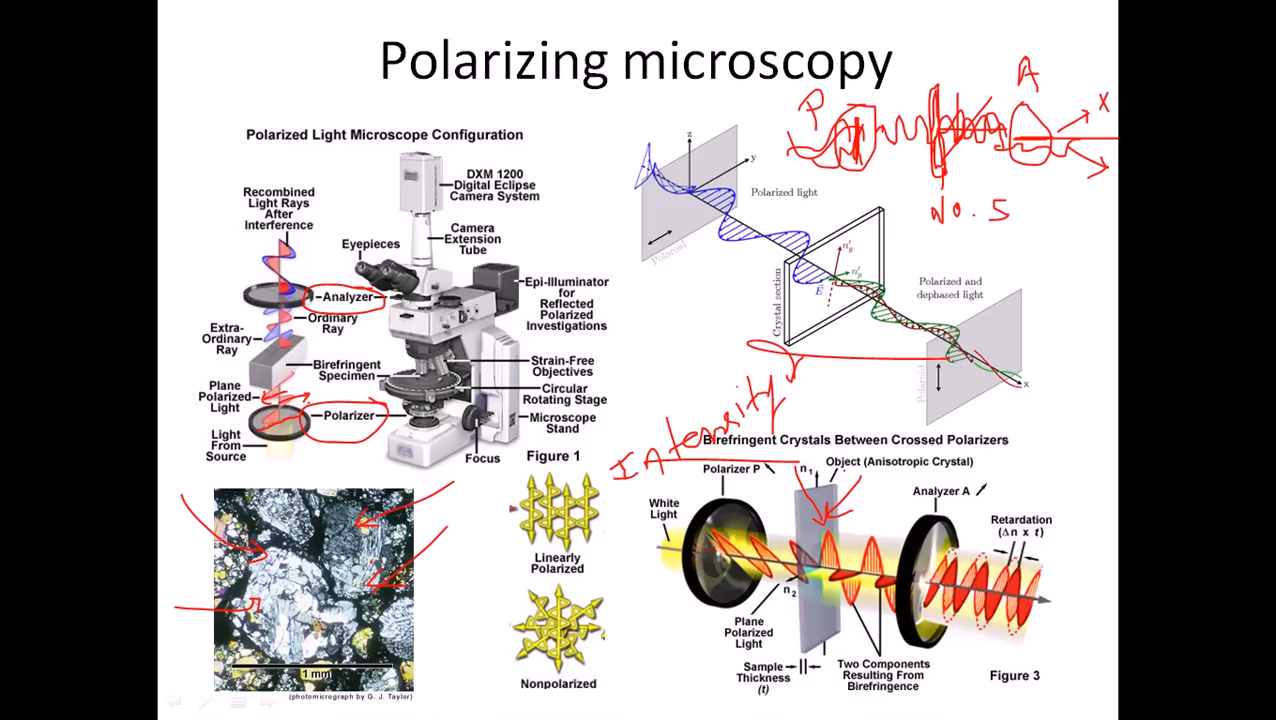 Polarizing microscopy
Polarized Light Microscope Configuration
Recombined
Light Rays
After
Interference
DXM 1200
Digital Eclipse
Camera System
Camera
Extension
Tube
Eyepieces
Analyzer
Epi-Illuminator
for
Reflected
Polarized
Investigations
Ordinary
Ray
Extra-
Ordinary
Ray
Birefringent
Specimen
Strain-Free
Objectives
Circular
Rotating Stage
Plane
Polarized
Light
Polarizer
Microscope
Stand
Light
From
Source
Focus
Figure 1
1 mm
(photomicrograph by G. J. Taylor)
Linearly
Polarized
Nonpolarized
P
A
X
No. S
z
y
Polarized light
Polaroid
Crystal section
n'g
n'p
E
Polarized and
dephased light
Polaroid
x
Intensity
Birefringent Crystals Between Crossed Polarizers
Polarizer P
n1
Object (Anisotropic Crystal)
Analyzer A
White
Light
Retardation
(Δn x t)
n2
Plane
Polarized
Light
Sample
Thickness
(t)
Two Components
Resulting From
Birefringence
Figure 3